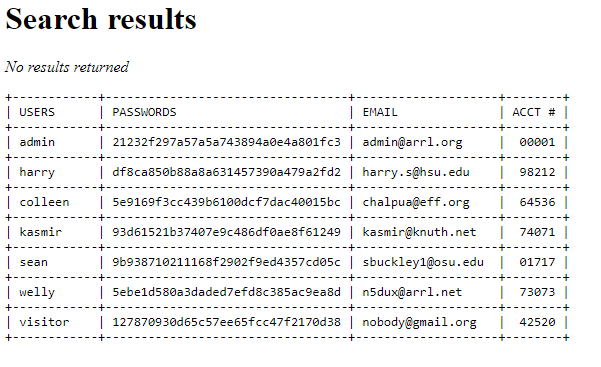 Search results
No results returned
+-----------+--------------------------------+-------------------+-------+
| USERS | PASSWORDS | EMAIL | ACCT # |
+-----------+--------------------------------+-------------------+-------+
| admin | 21232f297a57a5a743894a0e4a801fc3 | admin@arrl.org | 00001 |
+-----------+--------------------------------+-------------------+-------+
| harry | df8ca850b88a8a631457390a479a2fd2 | harry.s@hsu.edu | 98212 |
+-----------+--------------------------------+-------------------+-------+
| colleen | 5e9169f3cc439b6100dcf7dac40015bc | chalpua@eff.org | 64536 |
+-----------+--------------------------------+-------------------+-------+
| kasmir | 93d61521b37407e9c486df0ae8f61249 | kasmir@knuth.net | 74071 |
+-----------+--------------------------------+-------------------+-------+
| sean | 9b938710211168f2902f9ed4357cd05c | sbuckley1@osu.edu | 01717 |
+-----------+--------------------------------+-------------------+-------+
| welly | 5ebe1d580a3daded7efd8c385ac9ea8d | n5dux@arrl.net | 73073 |
+-----------+--------------------------------+-------------------+-------+
| visitor | 127870930d65c57ee65fcc47f2170d38 | nobody@gmail.org | 42520 |
+-----------+--------------------------------+-------------------+-------+